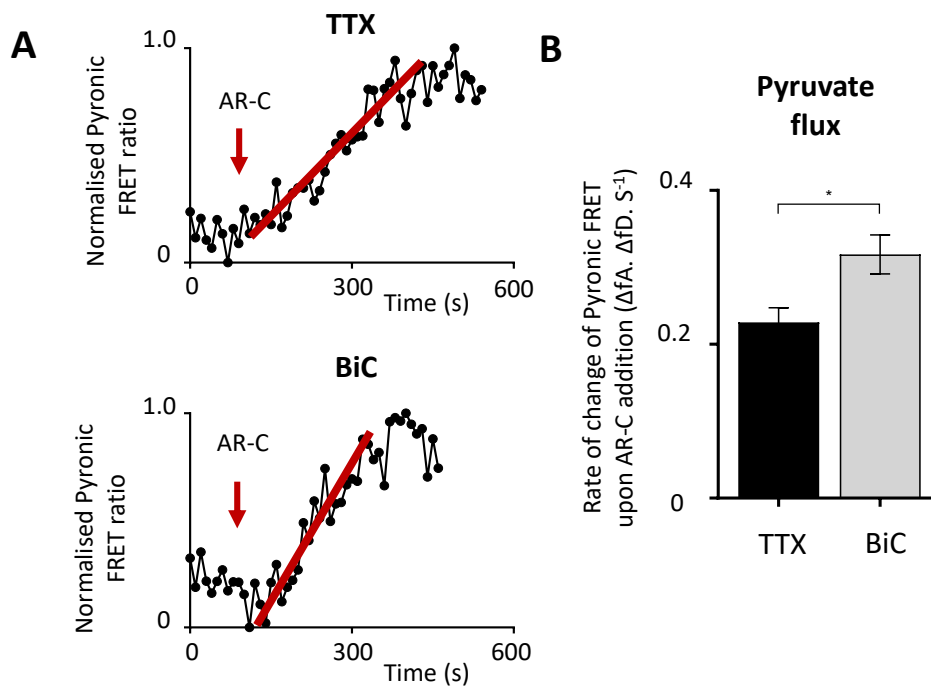 A
TTX
Normalised Pyronic
FRET ratio
1.0
0
AR-C
0
300
600
Time (s)
BiC
Normalised Pyronic
FRET ratio
1.0
0
AR-C
0
300
600
Time (s)
B
Pyruvate
flux
Rate of change of Pyronic FRET
upon AR-C addition (ΔfA. ΔfD. S-1)
0.4
0.2
0
*
TTX
BiC